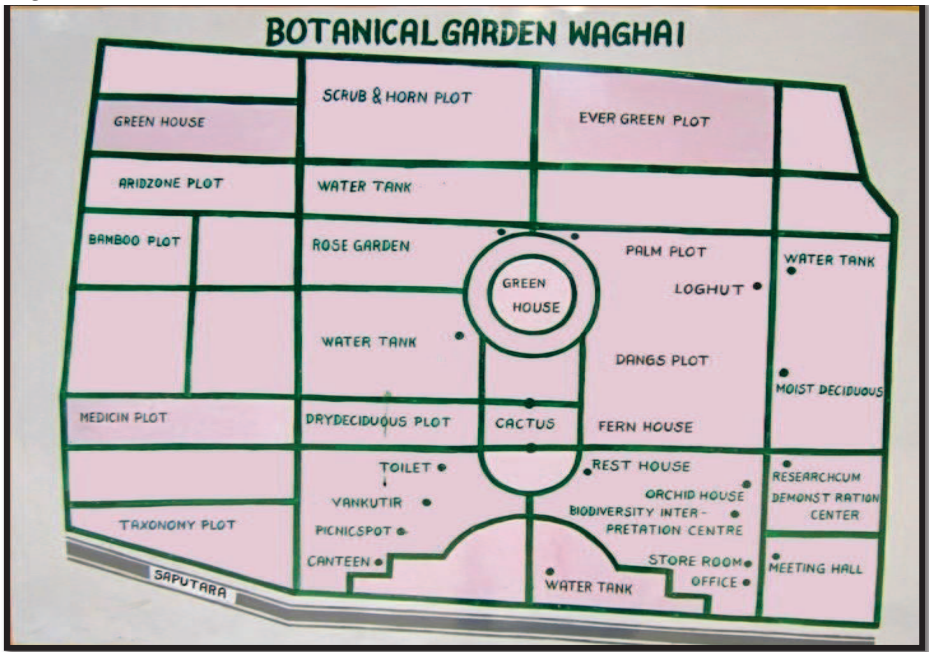 BOTANICAL GARDEN WAGHAI
SCRUB & HORN PLOT
GREEN HOUSE
EVER GREEN PLOT
ARIDZONE PLOT
WATER TANK
BAMBOO PLOT
ROSE GARDEN
PALM PLOT
WATER TANK
GREEN
HOUSE
LOGHUT
WATER TANK
DANGS PLOT
MOIST DECIDUOUS
MEDICIN PLOT
DRYDECIDUOUS PLOT
CACTUS
FERN HOUSE
TOILET
REST HOUSE
RESEARCHCUM
DEMONSTRATION
CENTER
VANKUTIR
ORCHID HOUSE
BIODIVERSITY INTER-
PRETATION CENTRE
TAXONOMY PLOT
PICNICSPOT
CANTEEN
STORE ROOM
MEETING HALL
OFFICE
WATER TANK
SAPUTARA